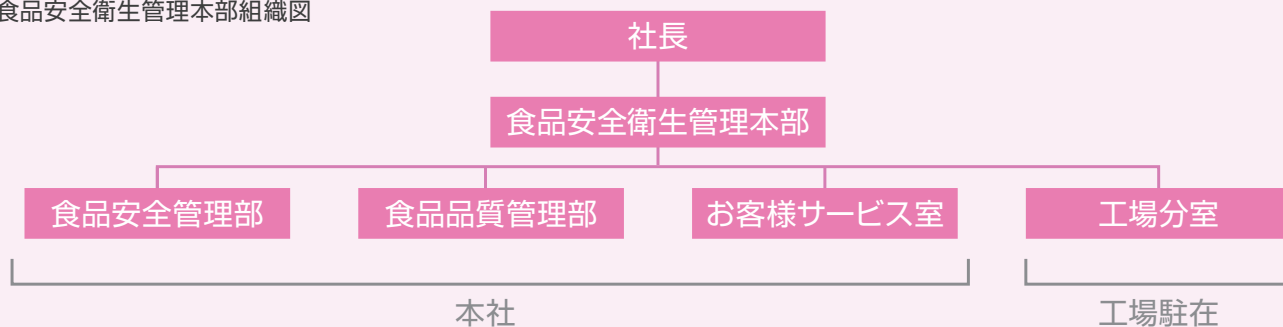 食品安全衛生管理本部組織図
社長
食品安全衛生管理本部
食品安全管理部
食品品質管理部
お客様サービス室
工場分室
本社
工場駐在